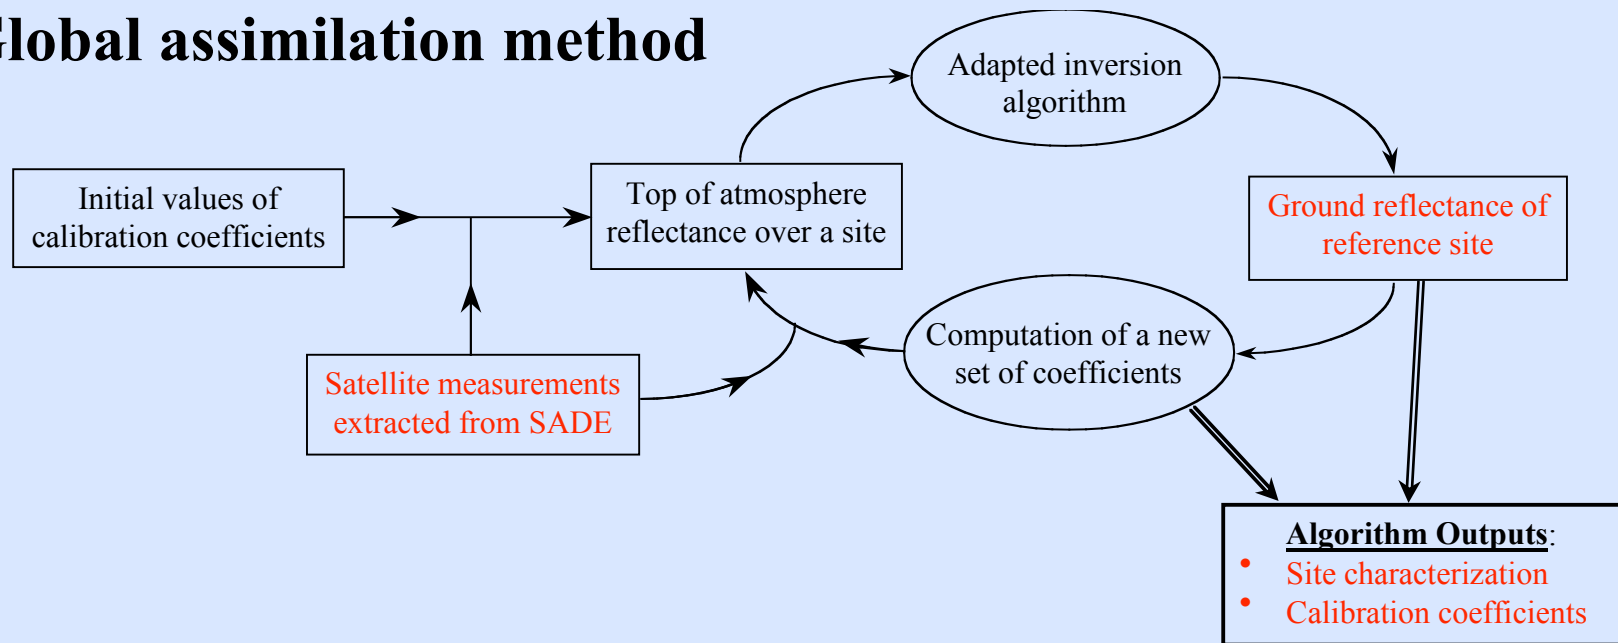 Global assimilation method
Adapted inversion
algorithm
Initial values of
calibration coefficients
Top of atmosphere
reflectance over a site
Ground reflectance of
reference site
Satellite measurements
extracted from SADE
Computation of a new
set of coefficients
Algorithm Outputs:
• Site characterization
• Calibration coefficients